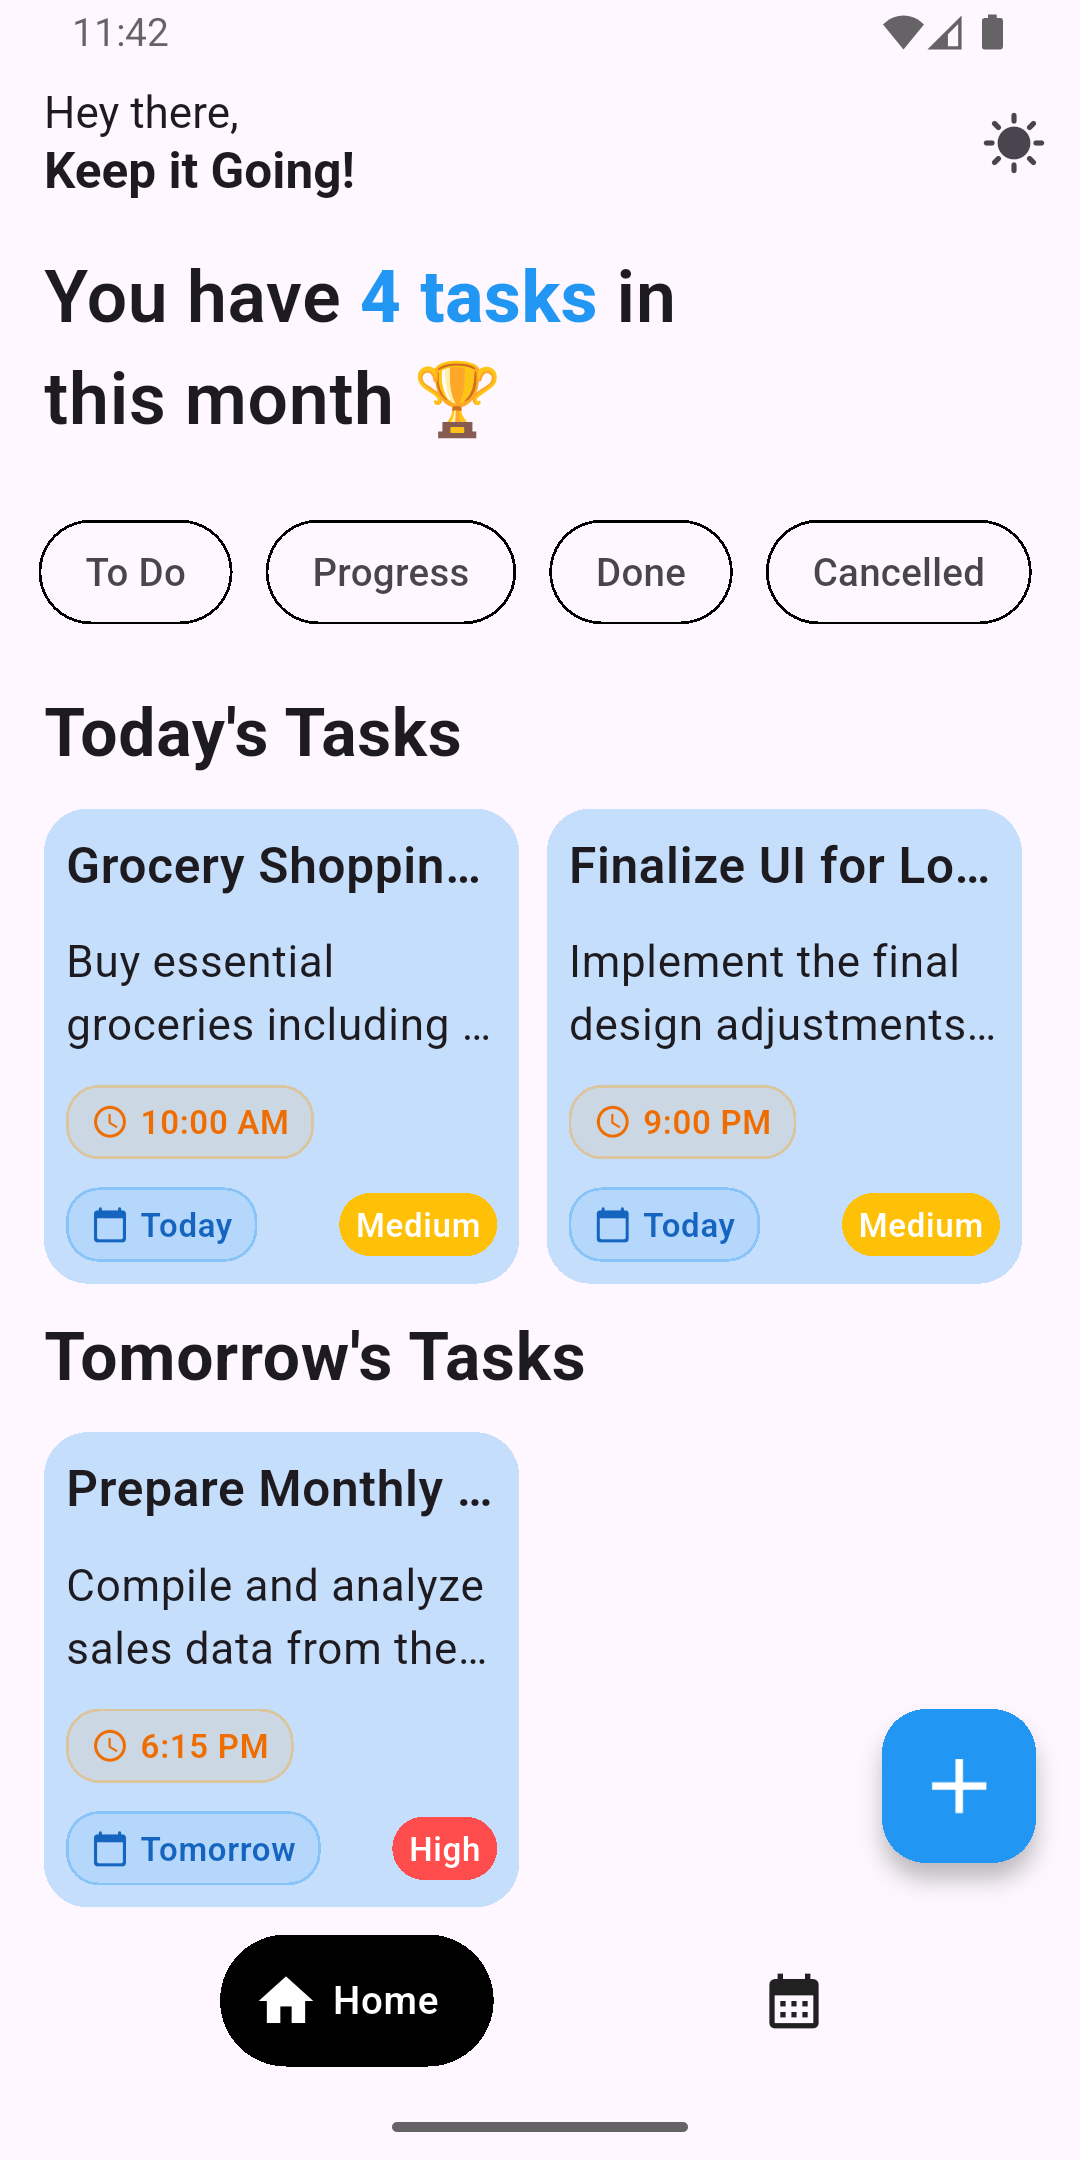 11:42
Hey there,
Keep it Going!
You have 4 tasks in
this month 🏆
To Do
Progress
Done
Cancelled
Today's Tasks
Grocery Shoppin...
Buy essential
groceries including ...
10:00 AM
Today
Medium
Finalize UI for Lo...
Implement the final
design adjustments...
9:00 PM
Today
Medium
Tomorrow's Tasks
Prepare Monthly ...
Compile and analyze
sales data from the...
6:15 PM
Tomorrow
High
Home